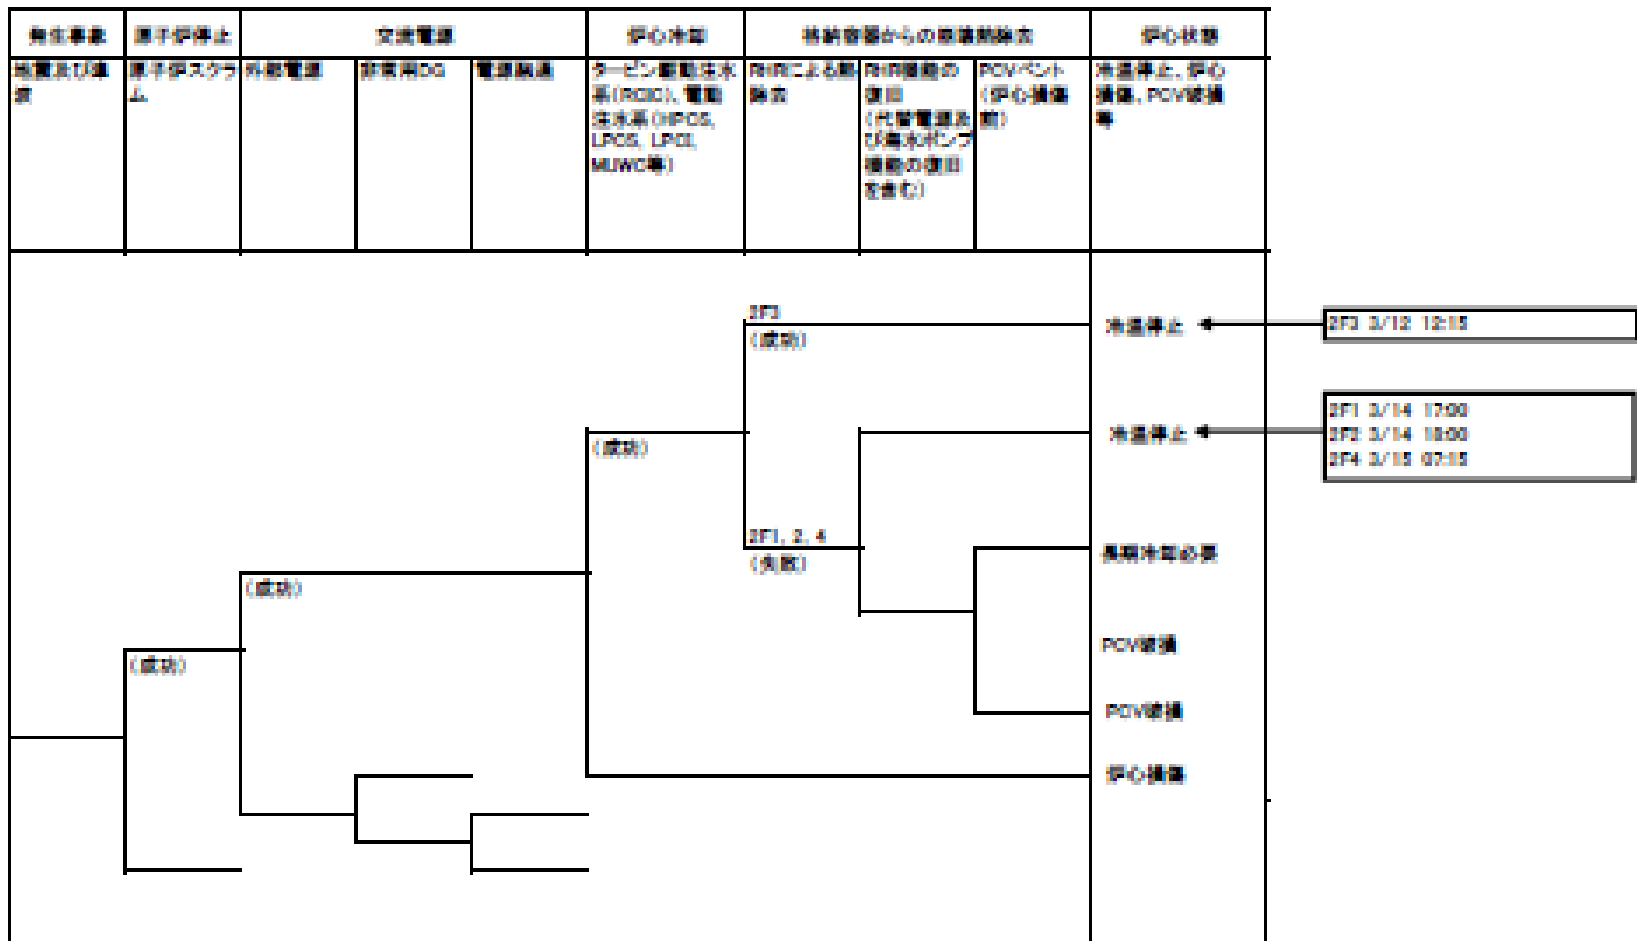 発生事象 原子炉停止 交流電源 炉心冷却 格納容器からの崩壊熱除去 炉心状態
地震及び津波
原子炉スクラム
外部電源
非常用DG
電源融通
タービン駆動注水
系(RCIC)、電動
注水系(HPCS,
LPCS, LPCI,
MUWC等)
RHRによる熱
除去
RHR機能の
復旧
(代替電源及
び海水ポンプ
機能の復旧
を含む)
PCVベント
(炉心損傷
前)
冷温停止、炉心
損傷、PCV破損
等
2F3
(成功)
冷温停止
2F3 3/12 12:15
(成功)
冷温停止
2F1 3/14 17:00
2F2 3/14 18:00
2F4 3/15 07:15
2F1, 2, 4
(失敗)
長期冷却必要
(成功)
PCV破損
(成功)
PCV破損
炉心損傷